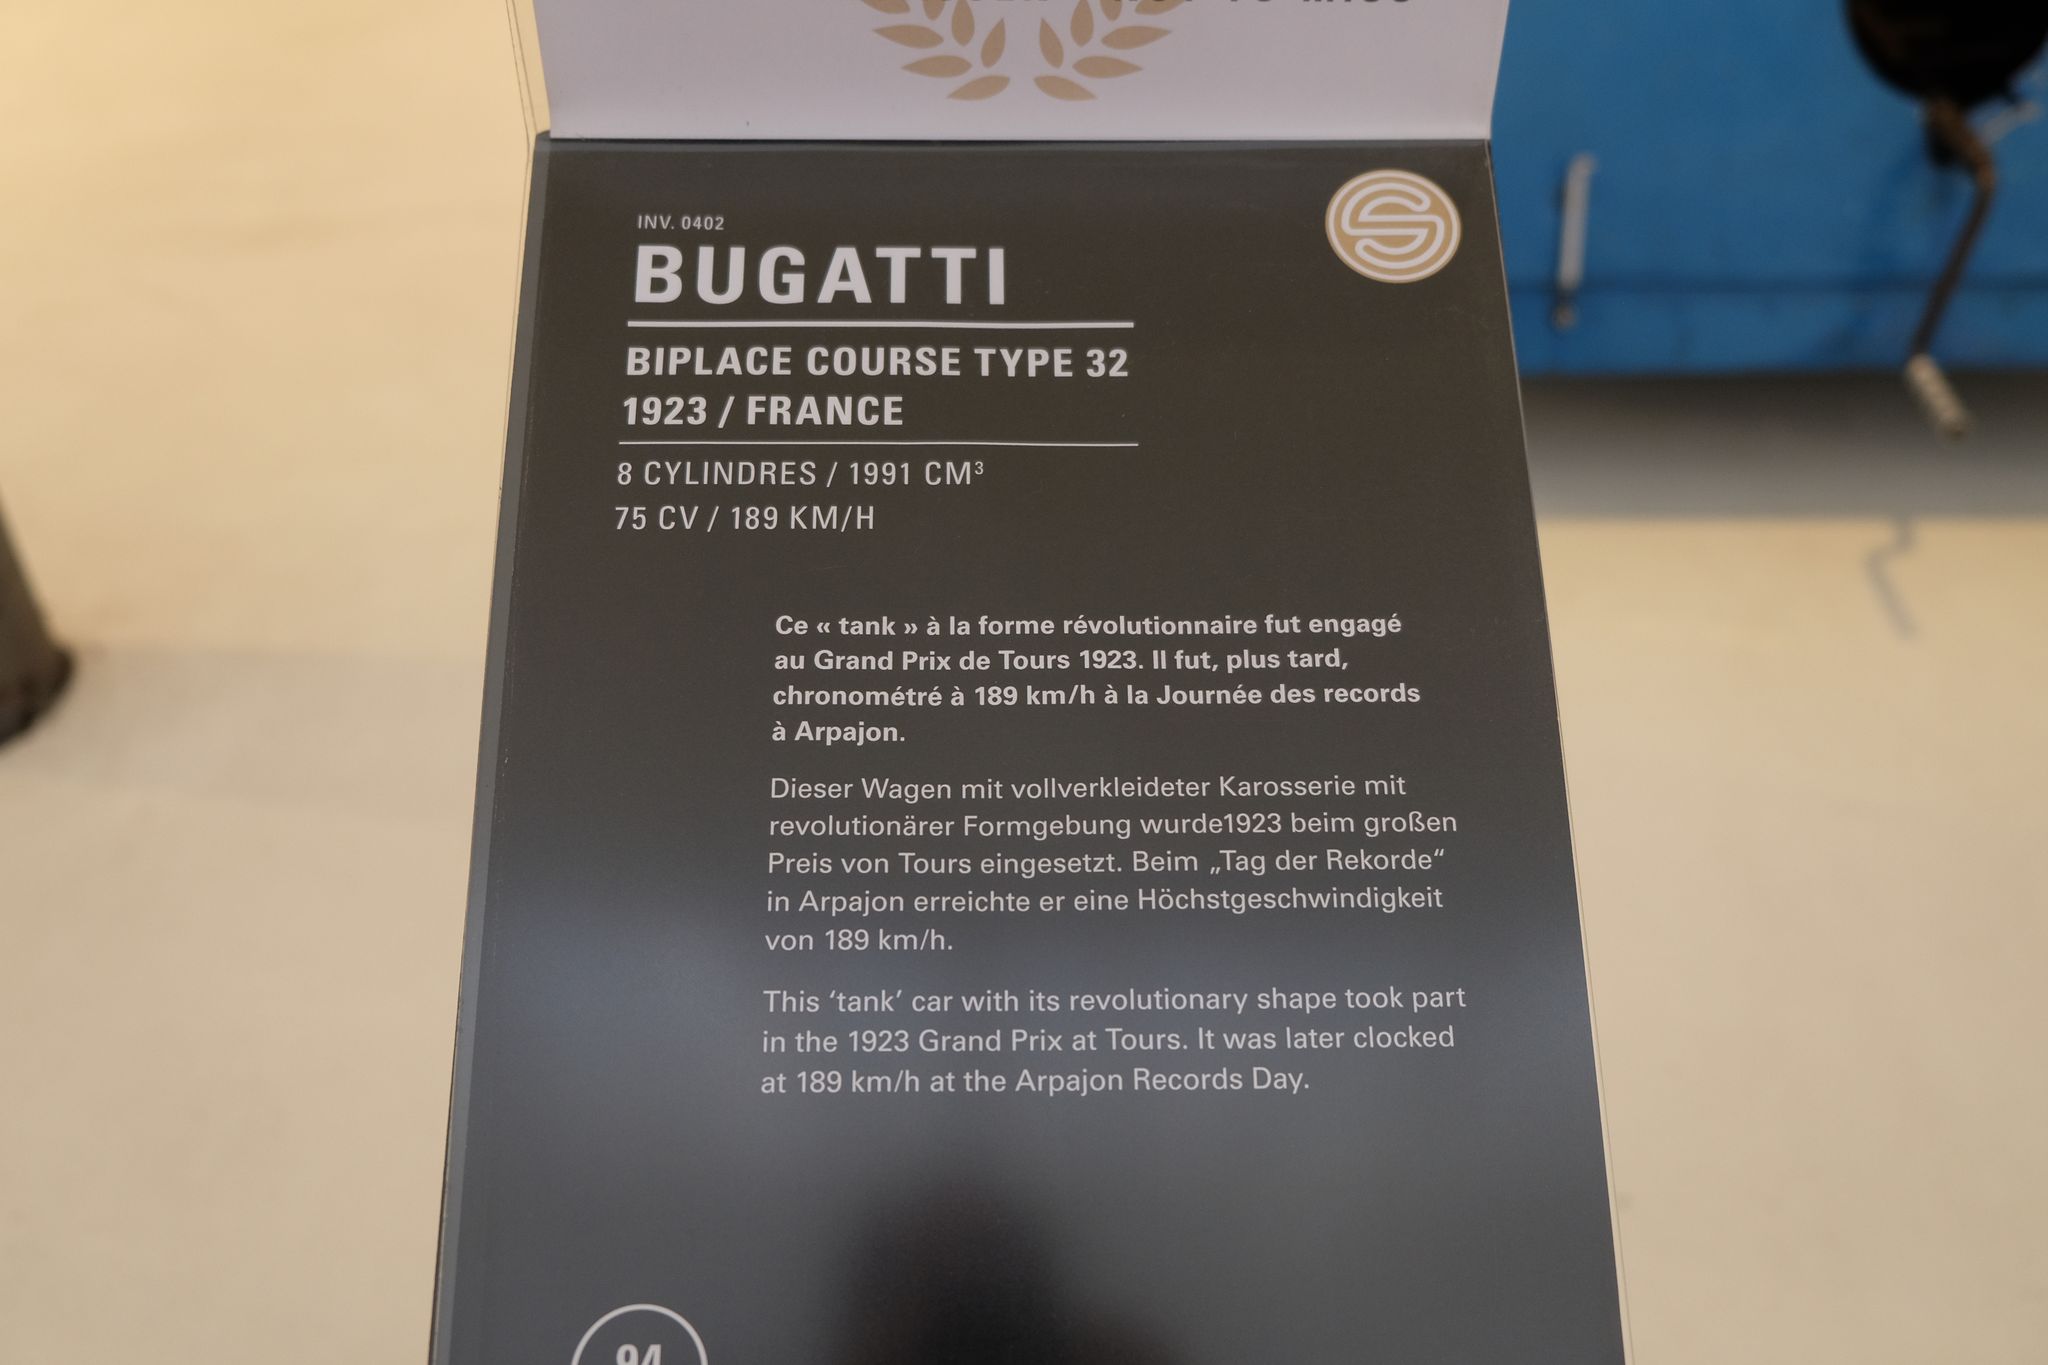 NOT TO MISS
INV. 0402
BUGATTI
BIPLACE COURSE TYPE 32
1923 / FRANCE
8 CYLINDRES / 1991 CM³
75 CV / 189 KM/H
Ce « tank » à la forme révolutionnaire fut engagé
au Grand Prix de Tours 1923. Il fut, plus tard,
chronométré à 189 km/h à la Journée des records
à Arpajon.
Dieser Wagen mit vollverkleideter Karosserie mit
revolutionärer Formgebung wurde1923 beim großen
Preis von Tours eingesetzt. Beim „Tag der Rekorde“
in Arpajon erreichte er eine Höchstgeschwindigkeit
von 189 km/h.
This ‘tank’ car with its revolutionary shape took part
in the 1923 Grand Prix at Tours. It was later clocked
at 189 km/h at the Arpajon Records Day.
94